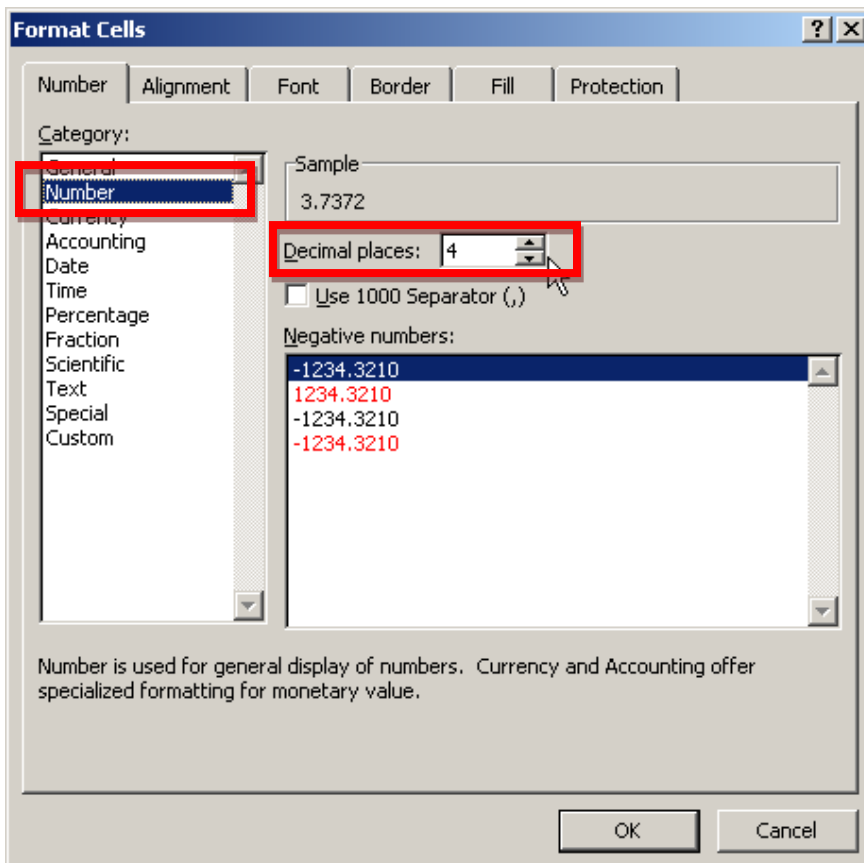 Format Cells
Number Alignment Font Border Fill Protection
Category:
General
Number
Currency
Accounting
Date
Time
Percentage
Fraction
Scientific
Text
Special
Custom
Sample
3.7372
Decimal places: 4
Use 1000 Separator (,)
Negative numbers:
-1234.3210
1234.3210
-1234.3210
-1234.3210
Number is used for general display of numbers. Currency and Accounting offer
specialized formatting for monetary value.
OK Cancel